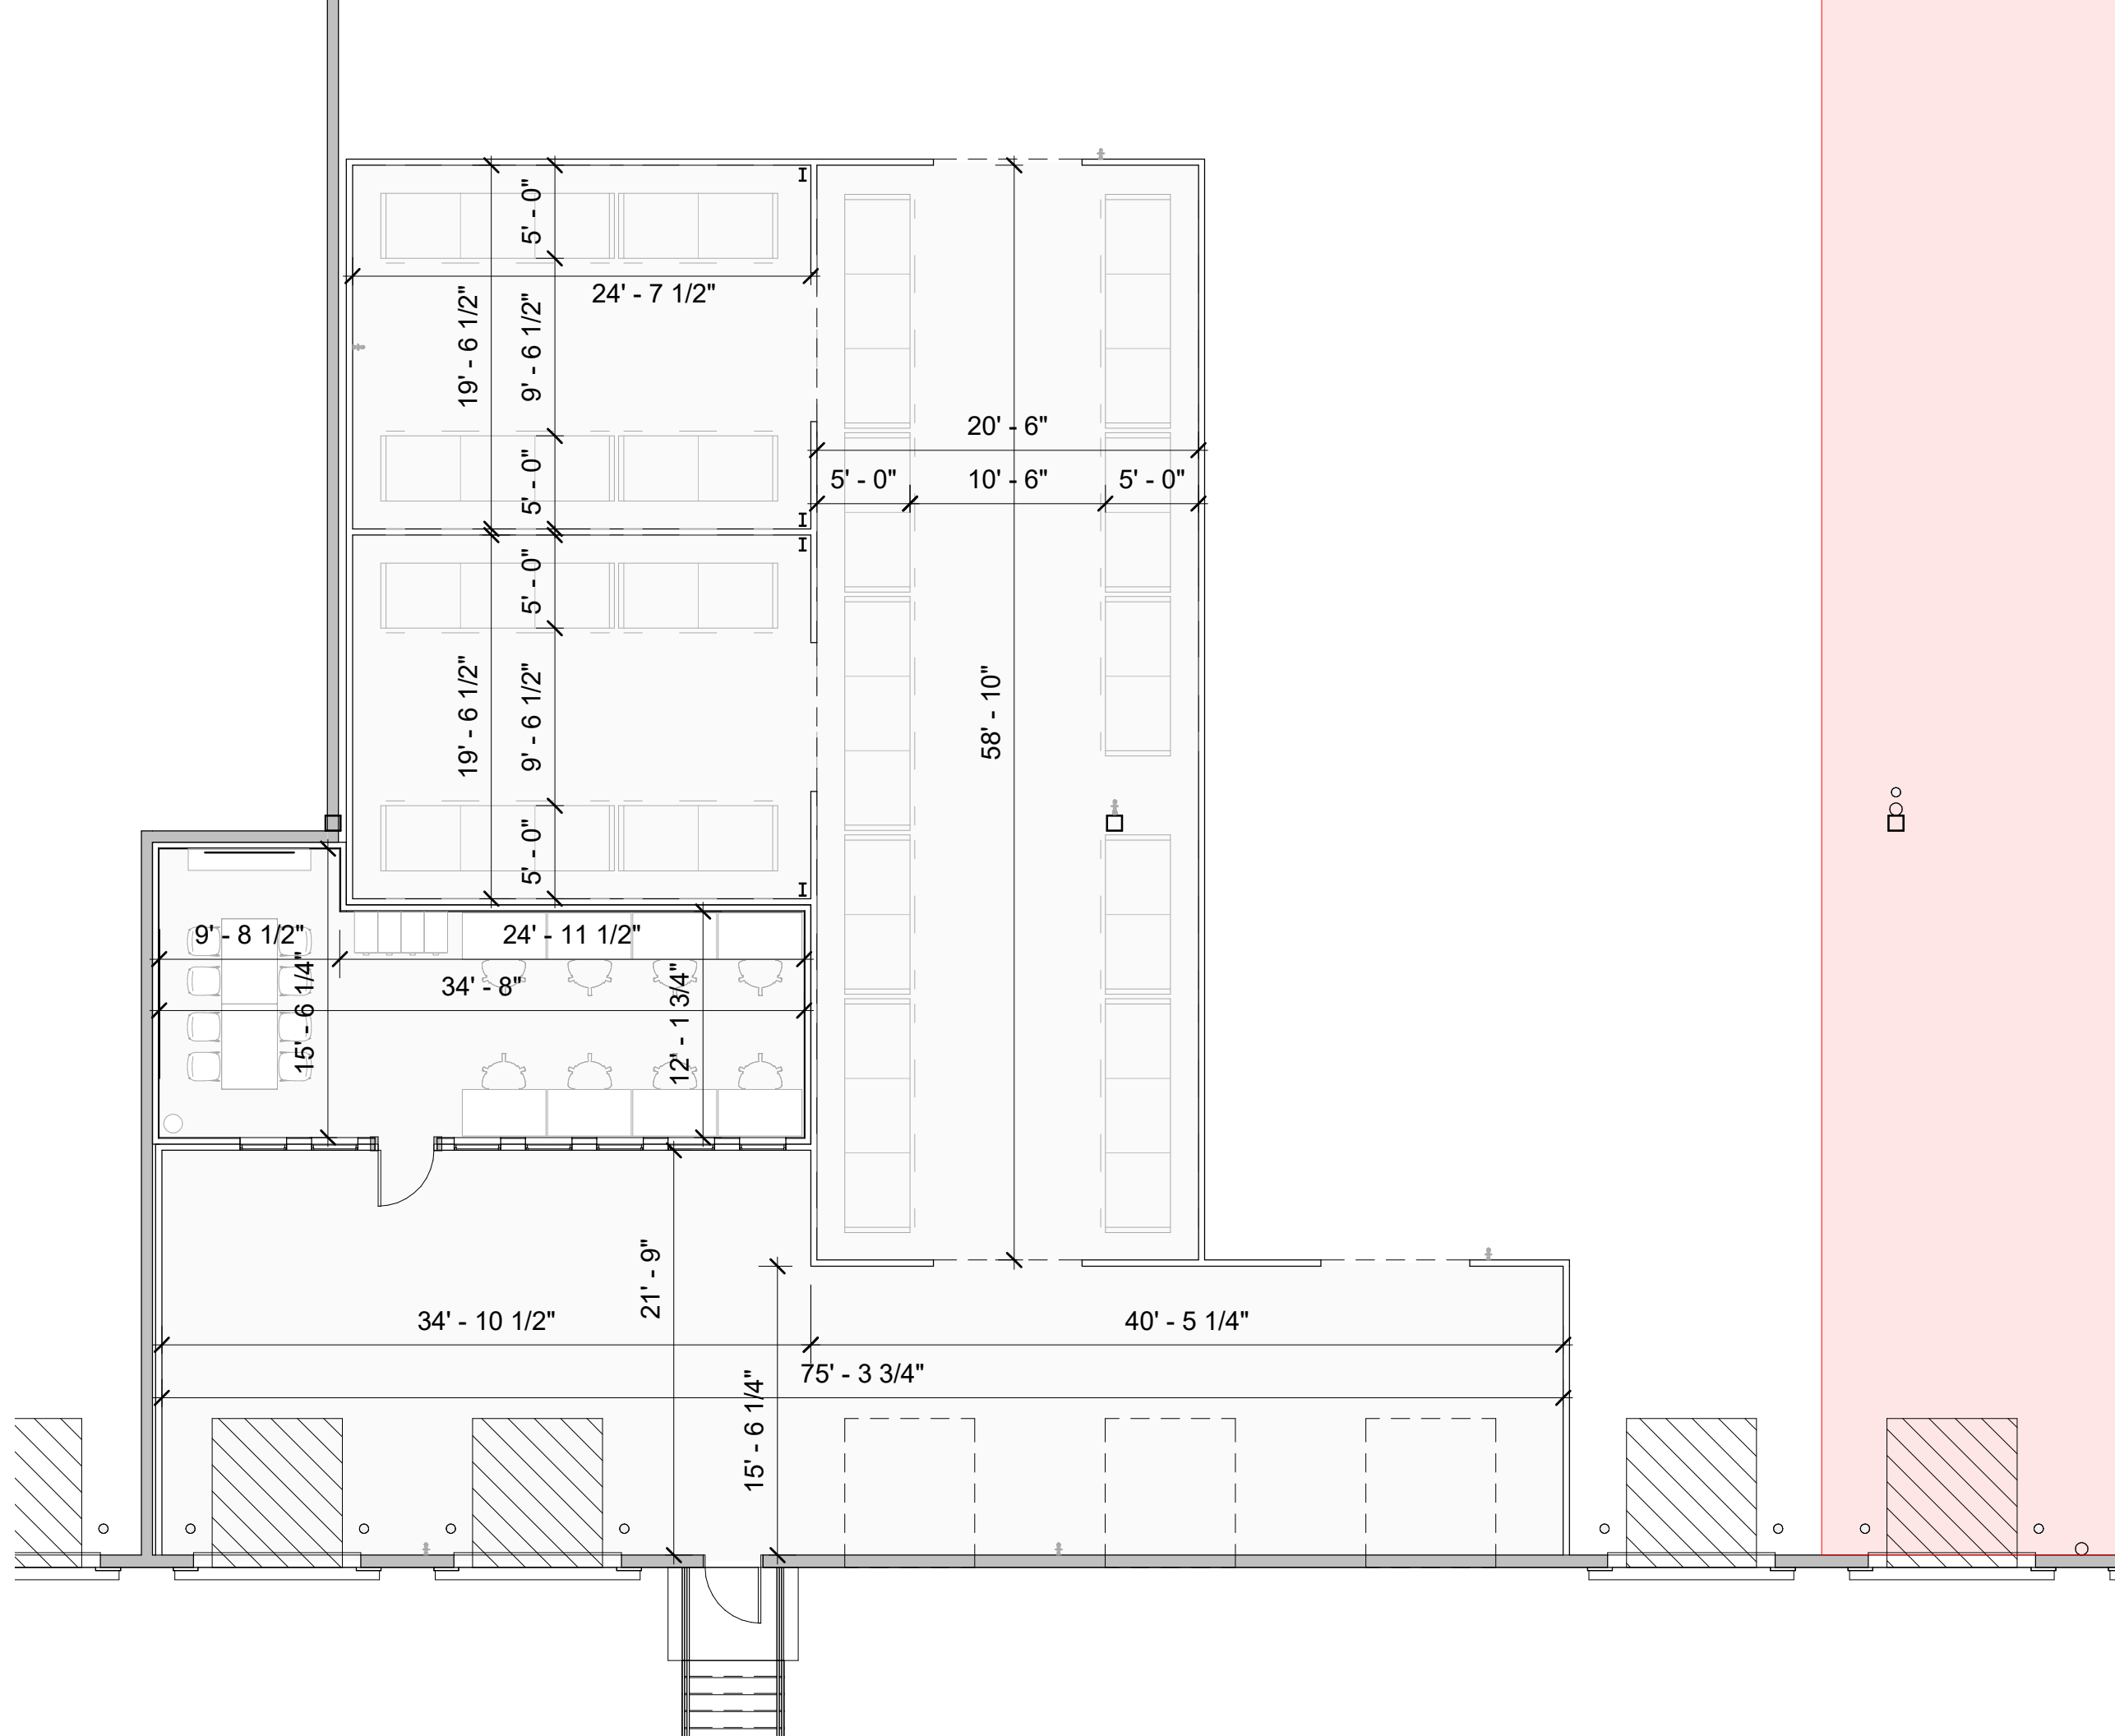 5' - 0"
24' - 7 1/2"
19' - 6 1/2"
9' - 6 1/2"
5' - 0"
20' - 6"
5' - 0"
10' - 6"
5' - 0"
5' - 0"
19' - 6 1/2"
9' - 6 1/2"
58' - 10"
5' - 0"
9' - 8 1/2"
24' - 11 1/2"
34' - 8"
15' - 6 1/4"
12' - 1 3/4"
21' - 9"
34' - 10 1/2"
40' - 5 1/4"
75' - 3 3/4"
15' - 6 1/4"